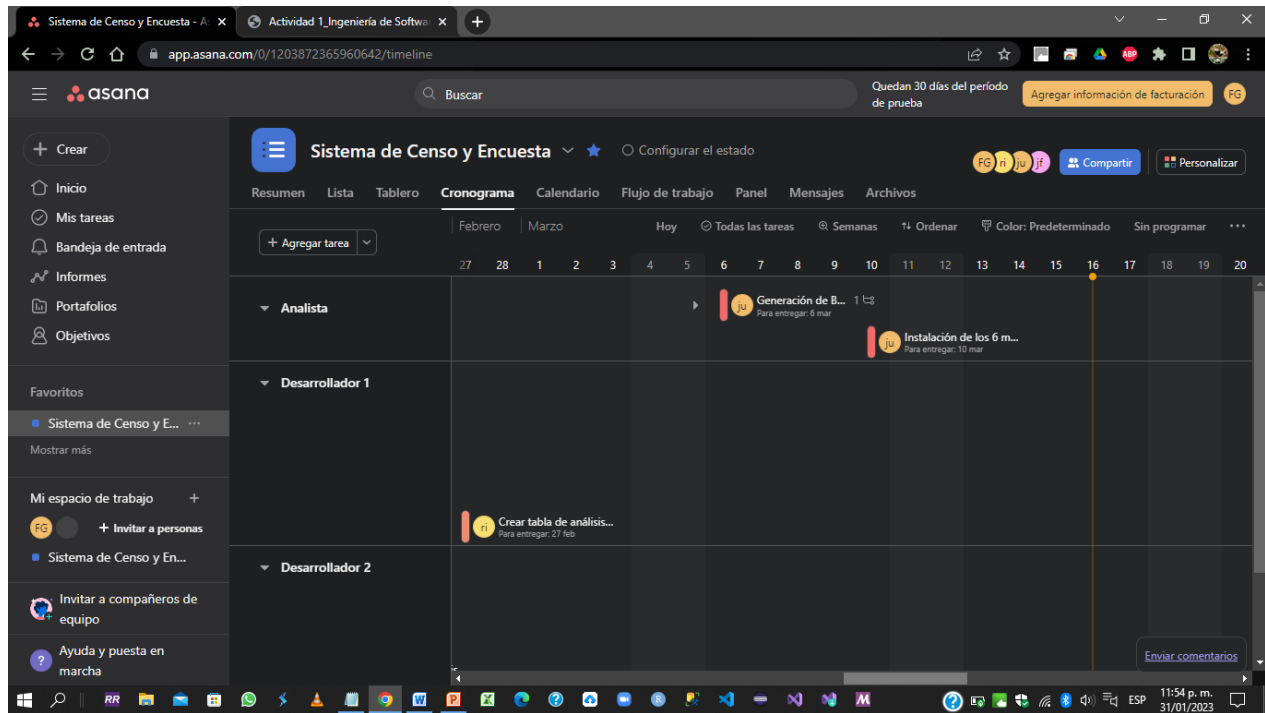 Sistema de Censo y Encuesta - A
Actividad 1_Ingeniería de Softwar
app.asana.com/0/1203872365960642/timeline
ABP
asana
Buscar
Quedan 30 días del período
de prueba
Agregar información de facturación
FG
Crear
Inicio
Mis tareas
Bandeja de entrada
Informes
Portafolios
Objetivos
Favoritos
Sistema de Censo y E... ...
Mostrar más
Mi espacio de trabajo +
FG
+ Invitar a personas
Sistema de Censo y En...
Invitar a compañeros de
equipo
Ayuda y puesta en
marcha
Sistema de Censo y Encuesta
Configurar el estado
FG ri ju jf
Compartir
Personalizar
Resumen Lista Tablero Cronograma Calendario Flujo de trabajo Panel Mensajes Archivos
+ Agregar tarea
Febrero Marzo
Hoy Todas las tareas Semanas Ordenar Color: Predeterminado Sin programar ...
27 28 1 2 3 4 5 6 7 8 9 10 11 12 13 14 15 16 17 18 19 20
Analista
ju Generación de B... 1
Para entregar: 6 mar
ju Instalación de los 6 m...
Para entregar: 10 mar
Desarrollador 1
ri Crear tabla de análisis...
Para entregar: 27 feb
Desarrollador 2
Enviar comentarios
RR
ESP
11:54 p. m.
31/01/2023